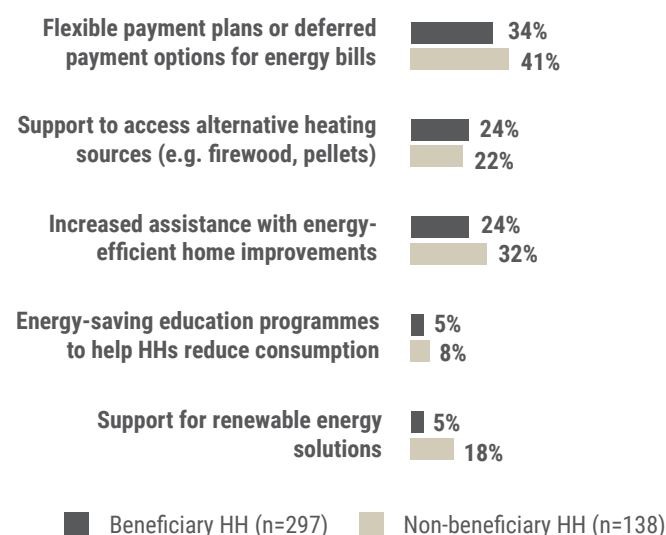 Flexible payment plans or deferred
payment options for energy bills
34%
41%
Support to access alternative heating
sources (e.g. firewood, pellets)
24%
22%
Increased assistance with energy-
efficient home improvements
24%
32%
Energy-saving education programmes
to help HHs reduce consumption
5%
8%
Support for renewable energy
solutions
5%
18%
Beneficiary HH (n=297) Non-beneficiary HH (n=138)